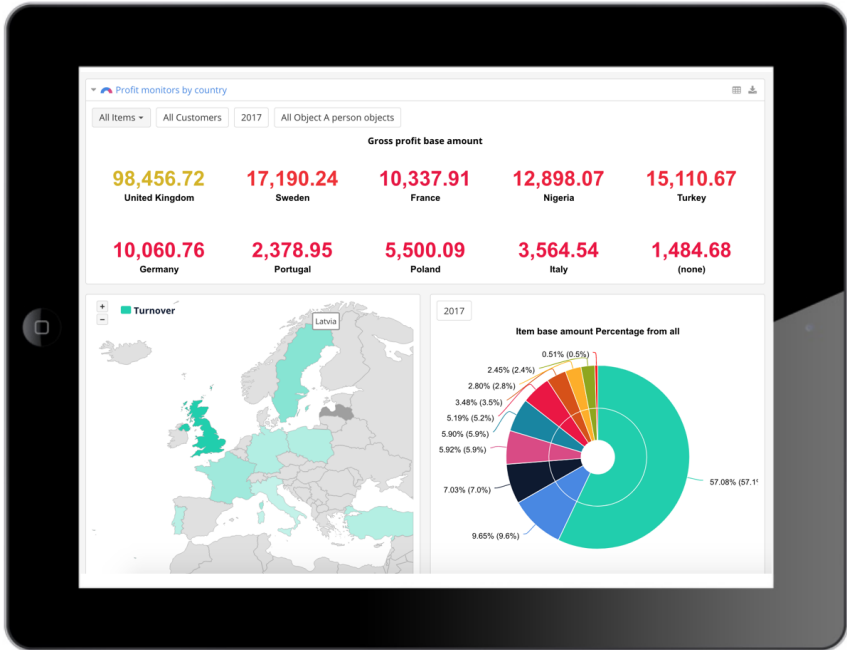 Profit monitors by country
All Items All Customers 2017 All Object A person objects
Gross profit base amount
98,456.72 17,190.24 10,337.91 12,898.07 15,110.67
United Kingdom Sweden France Nigeria Turkey
10,060.76 2,378.95 5,500.09 3,564.54 1,484.68
Germany Portugal Poland Italy (none)
+
−
Turnover
Latvia
2017
Item base amount Percentage from all
0.51% (0.5%)
2.45% (2.4%)
2.80% (2.8%)
3.48% (3.5%)
5.19% (5.2%)
5.90% (5.9%)
5.92% (5.9%)
7.03% (7.0%)
9.65% (9.6%)
57.08% (57.1